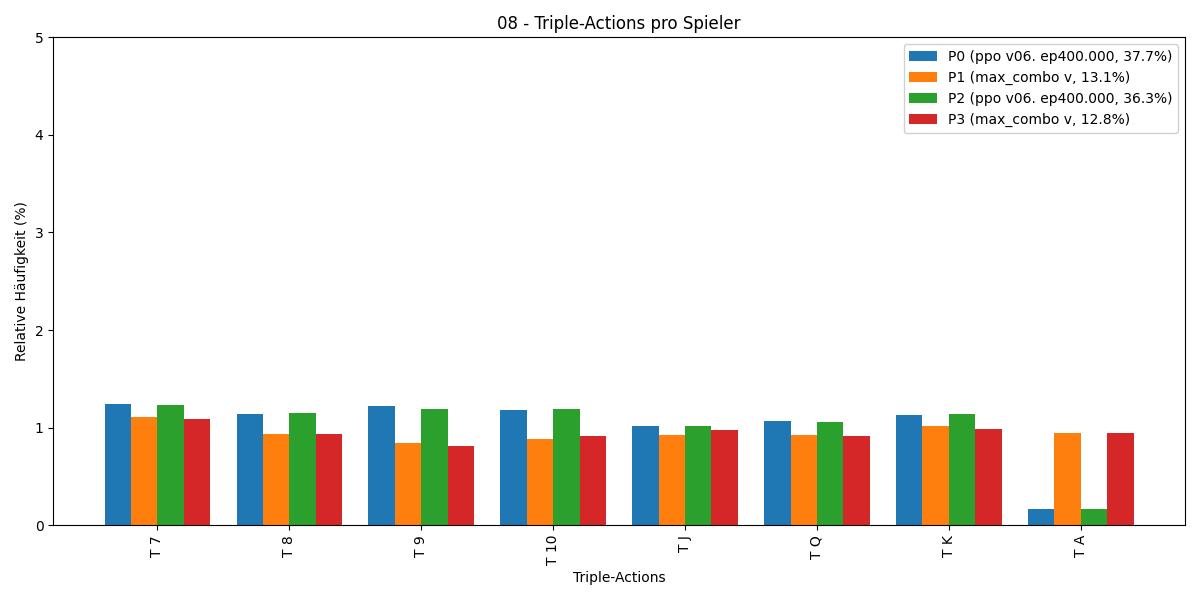 08 - Triple-Actions pro Spieler
P0 (ppo v06. ep400.000, 37.7%)
P1 (max_combo v, 13.1%)
P2 (ppo v06. ep400.000, 36.3%)
P3 (max_combo v, 12.8%)
Relative Häufigkeit (%)
5
4
3
2
1
0
T 7
T 8
T 9
T 10
T J
T Q
T K
T A
Triple-Actions